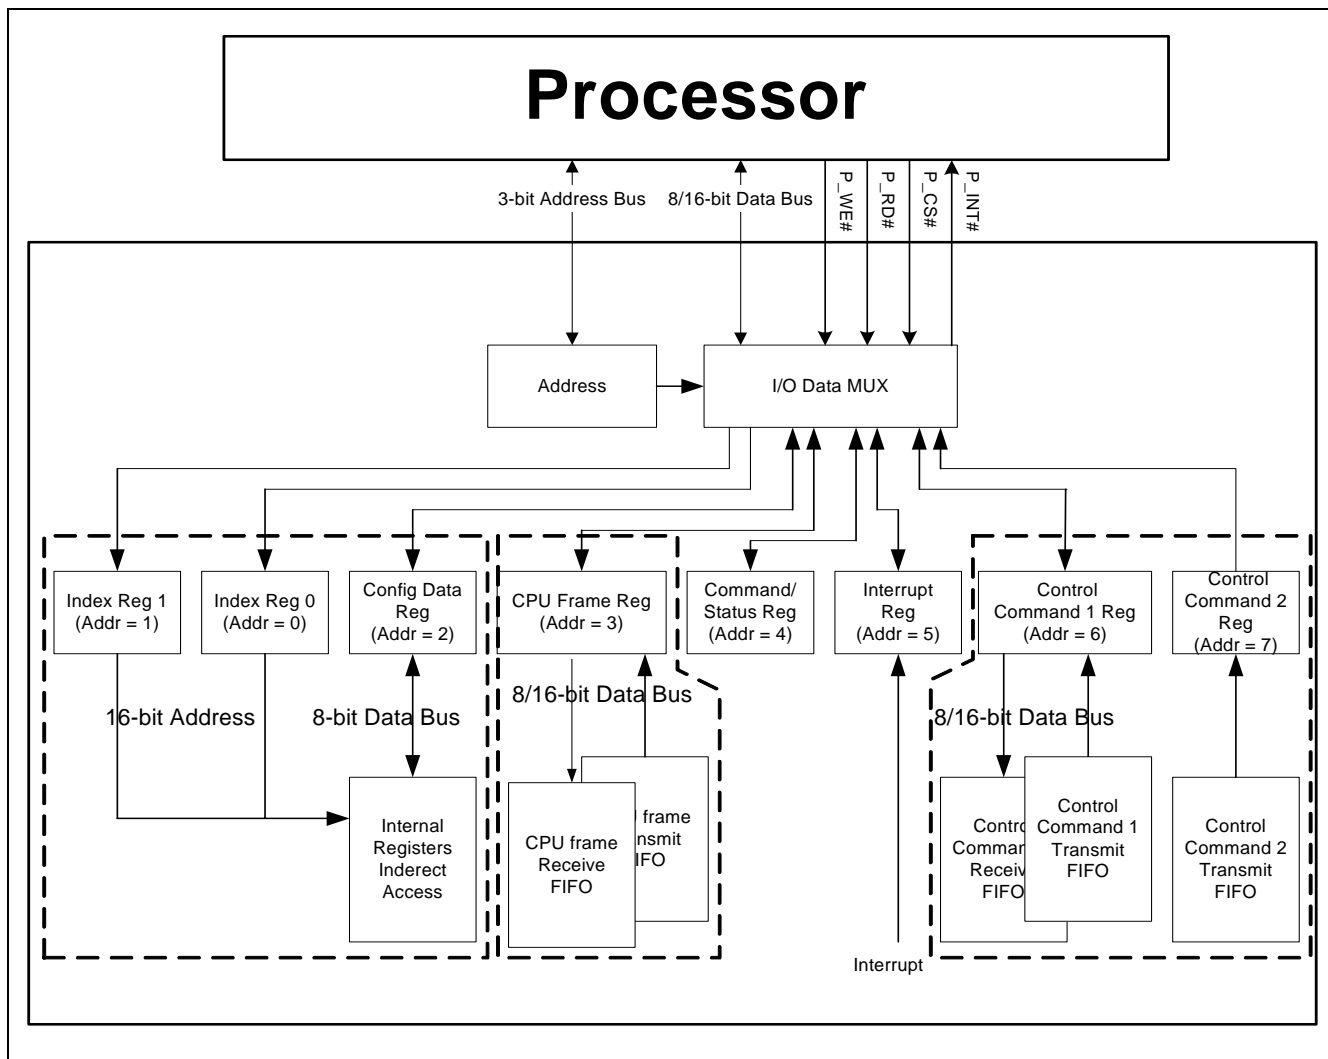 Processor
3-bit Address Bus
8/16-bit Data Bus
P_WE#
P_RD#
P_CS#
P_INT#
Address
I/O Data MUX
Index Reg 1
(Addr = 1)
Index Reg 0
(Addr = 0)
Config Data
Reg
(Addr = 2)
CPU Frame Reg
(Addr = 3)
Command/
Status Reg
(Addr = 4)
Interrupt
Reg
(Addr = 5)
Control
Command 1 Reg
(Addr = 6)
Control
Command 2
Reg
(Addr = 7)
16-bit Address
8-bit Data Bus
8/16-bit Data Bus
8/16-bit Data Bus
Internal
Registers
Inderect
Access
CPU frame
Receive
FIFO
frame
Control
Command 1
Transmit
FIFO
FIFO
Control
Command 2
Transmit
FIFO
Interrupt